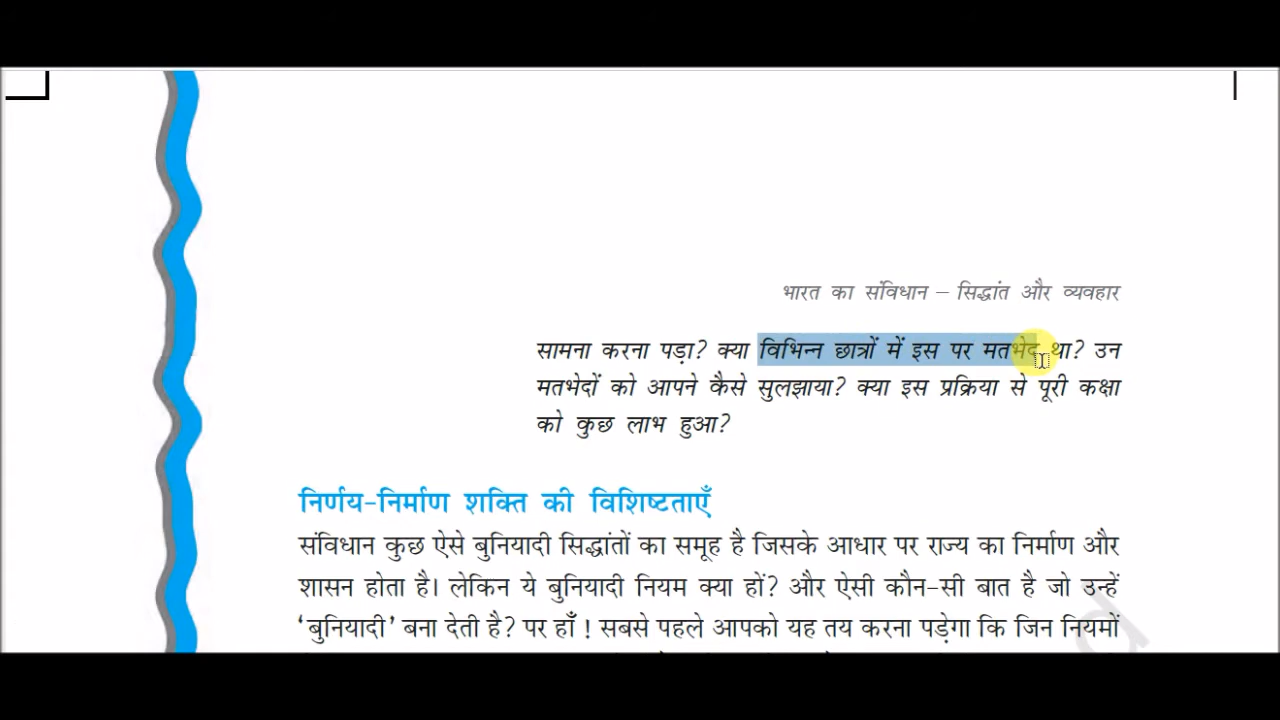 भारत का संविधान – सिद्धांत और व्यवहार
सामना करना पड़ा? क्या विभिन्न छात्रों में इस पर मतभेद था? उन
मतभेदों को आपने कैसे सुलझाया? क्या इस प्रक्रिया से पूरी कक्षा
को कुछ लाभ हुआ?
निर्णय-निर्माण शक्ति की विशिष्टताएँ
संविधान कुछ ऐसे बुनियादी सिद्धांतों का समूह है जिसके आधार पर राज्य का निर्माण और
शासन होता है। लेकिन ये बुनियादी नियम क्या हों? और ऐसी कौन-सी बात है जो उन्हें
‘बुनियादी’ बना देती है? पर हाँ! सबसे पहले आपको यह तय करना पड़ेगा कि जिन नियमों